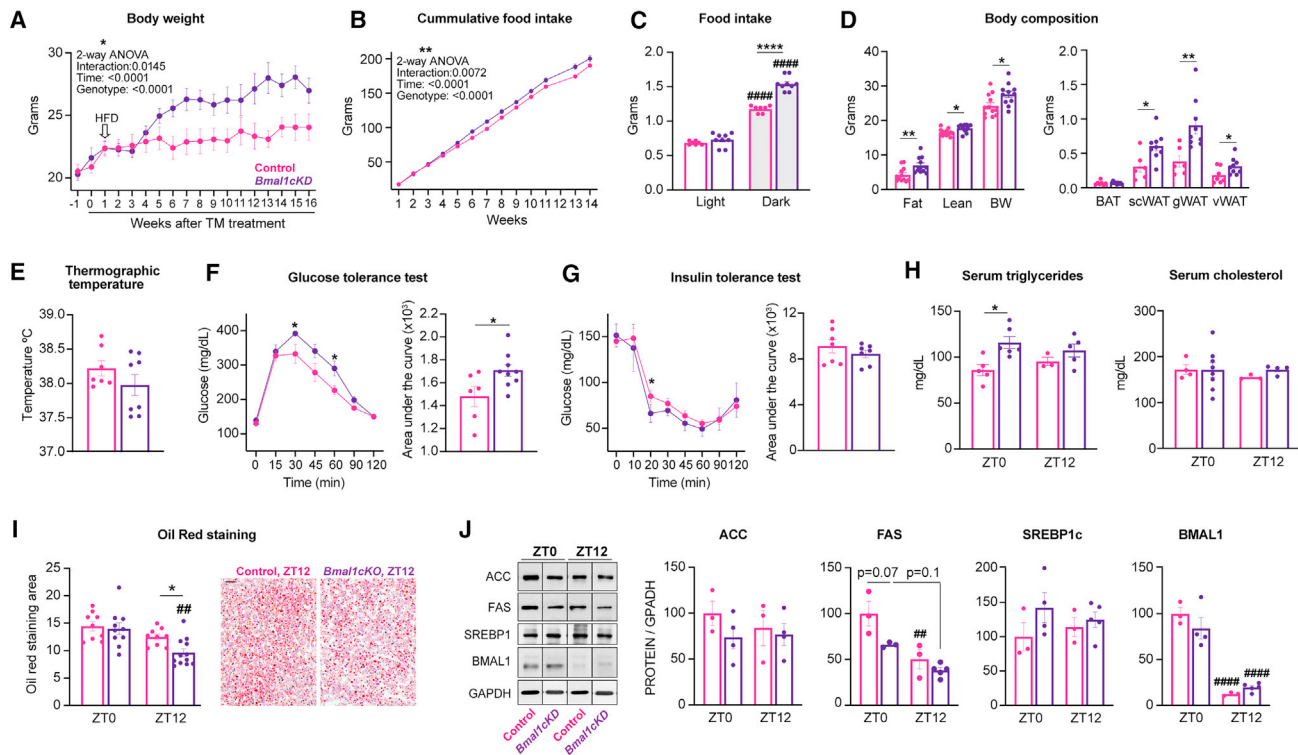 A
Body weight
*
2-way ANOVA
Interaction:0.0145
Time: <0.0001
Genotype: <0.0001
HFD
Control
Bmal1cKD
Grams
30
25
20
-1 0 1 2 3 4 5 6 7 8 9 10 11 12 13 14 15 16
Weeks after TM treatment
B
Cummulative food intake
**
2-way ANOVA
Interaction:0.0072
Time: <0.0001
Genotype: <0.0001
Grams
200
150
100
50
1 2 3 4 5 6 7 8 9 10 11 12 13 14
Weeks
C
Food intake
****
####
####
Grams
2.0
1.5
1.0
0.5
0.0
Light Dark
D
Body composition
Grams
40
30
20
10
0
** * *
Fat Lean BW
Grams
2.0
1.5
1.0
0.5
0.0
* ** *
BAT scWAT gWAT vWAT
E
Thermographic
temperature
Temperature ºC
39.0
38.5
38.0
37.5
37.0
F
Glucose tolerance test
Glucose (mg/dL)
400
300
200
100
* *
0 15 30 45 60 90 120
Time (min)
Area under the curve (x10³)
2.0
1.8
1.6
1.4
1.2
1.0
*
G
Insulin tolerance test
Glucose (mg/dL)
150
100
50
*
0 10 20 30 45 60 90 120
Time (min)
Area under the curve (x10³)
12
9
6
3
0
H
Serum triglycerides
mg/dL
200
150
100
50
0
*
ZT0 ZT12
Serum cholesterol
mg/dL
300
200
100
0
ZT0 ZT12
I
Oil Red staining
Oil red staining area
25
20
15
10
5
0
*
##
ZT0 ZT12
Control, ZT12
Bmal1cKO, ZT12
J
ZT0 ZT12
ACC
FAS
SREBP1
BMAL1
GAPDH
Control
Bmal1cKD
Control
Bmal1cKD
PROTEIN / GPADH
ACC
150
100
50
0
ZT0 ZT12
FAS
p=0.07 p=0.1
##
150
100
50
0
ZT0 ZT12
SREBP1c
200
150
100
50
0
ZT0 ZT12
BMAL1
150
100
50
0
#### ####
ZT0 ZT12